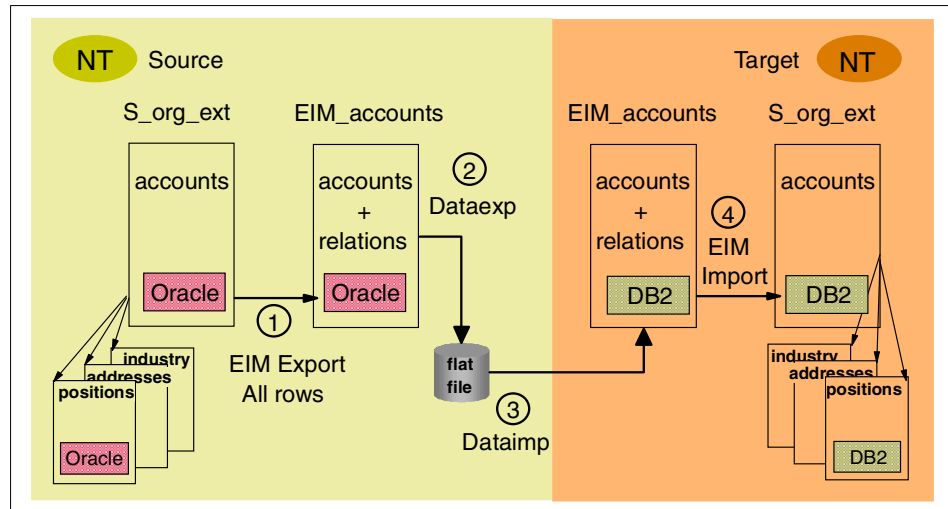 NT Source
Target NT
S_org_ext
EIM_accounts
EIM_accounts
S_org_ext
accounts
accounts
+
relations
Oracle
Oracle
1
EIM Export
All rows
2
Dataexp
flat
file
3
Dataimp
accounts
+
relations
DB2
4
EIM
Import
accounts
DB2
industry
addresses
positions
Oracle
industry
addresses
positions
DB2